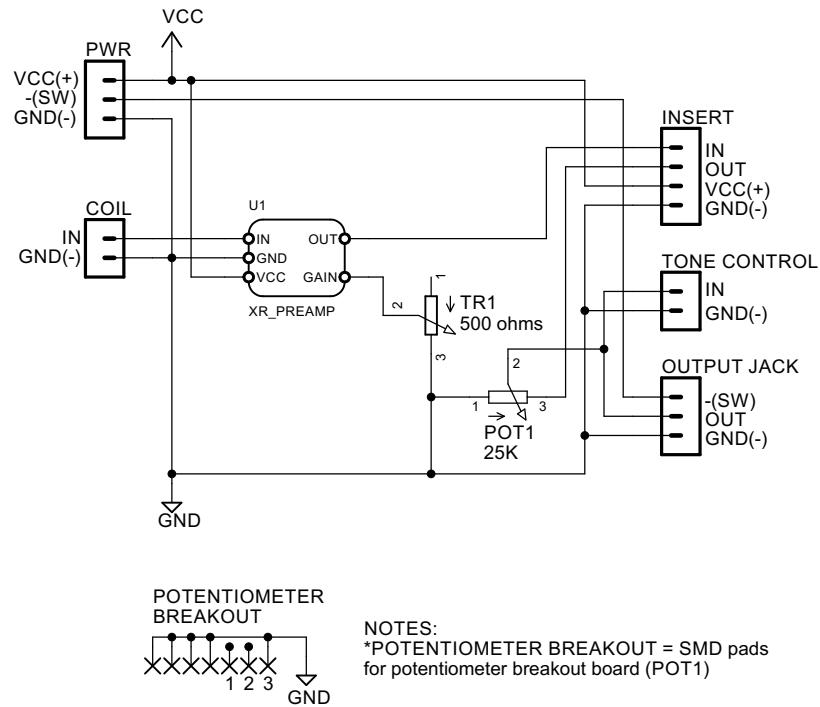 VCC
PWR
VCC(+)
-(SW)
GND(-)
INSERT
IN
OUT
VCC(+)
GND(-)
COIL
IN
GND(-)
U1
IN
GND
VCC
OUT
GAIN
XR_PREAMP
1
2
3
TR1
500 ohms
TONE CONTROL
IN
GND(-)
1
2
3
POT1
25K
OUTPUT JACK
-(SW)
OUT
GND(-)
GND
POTENTIOMETER
BREAKOUT
1 2 3
GND
NOTES:
*POTENTIOMETER BREAKOUT = SMD pads
for potentiometer breakout board (POT1)